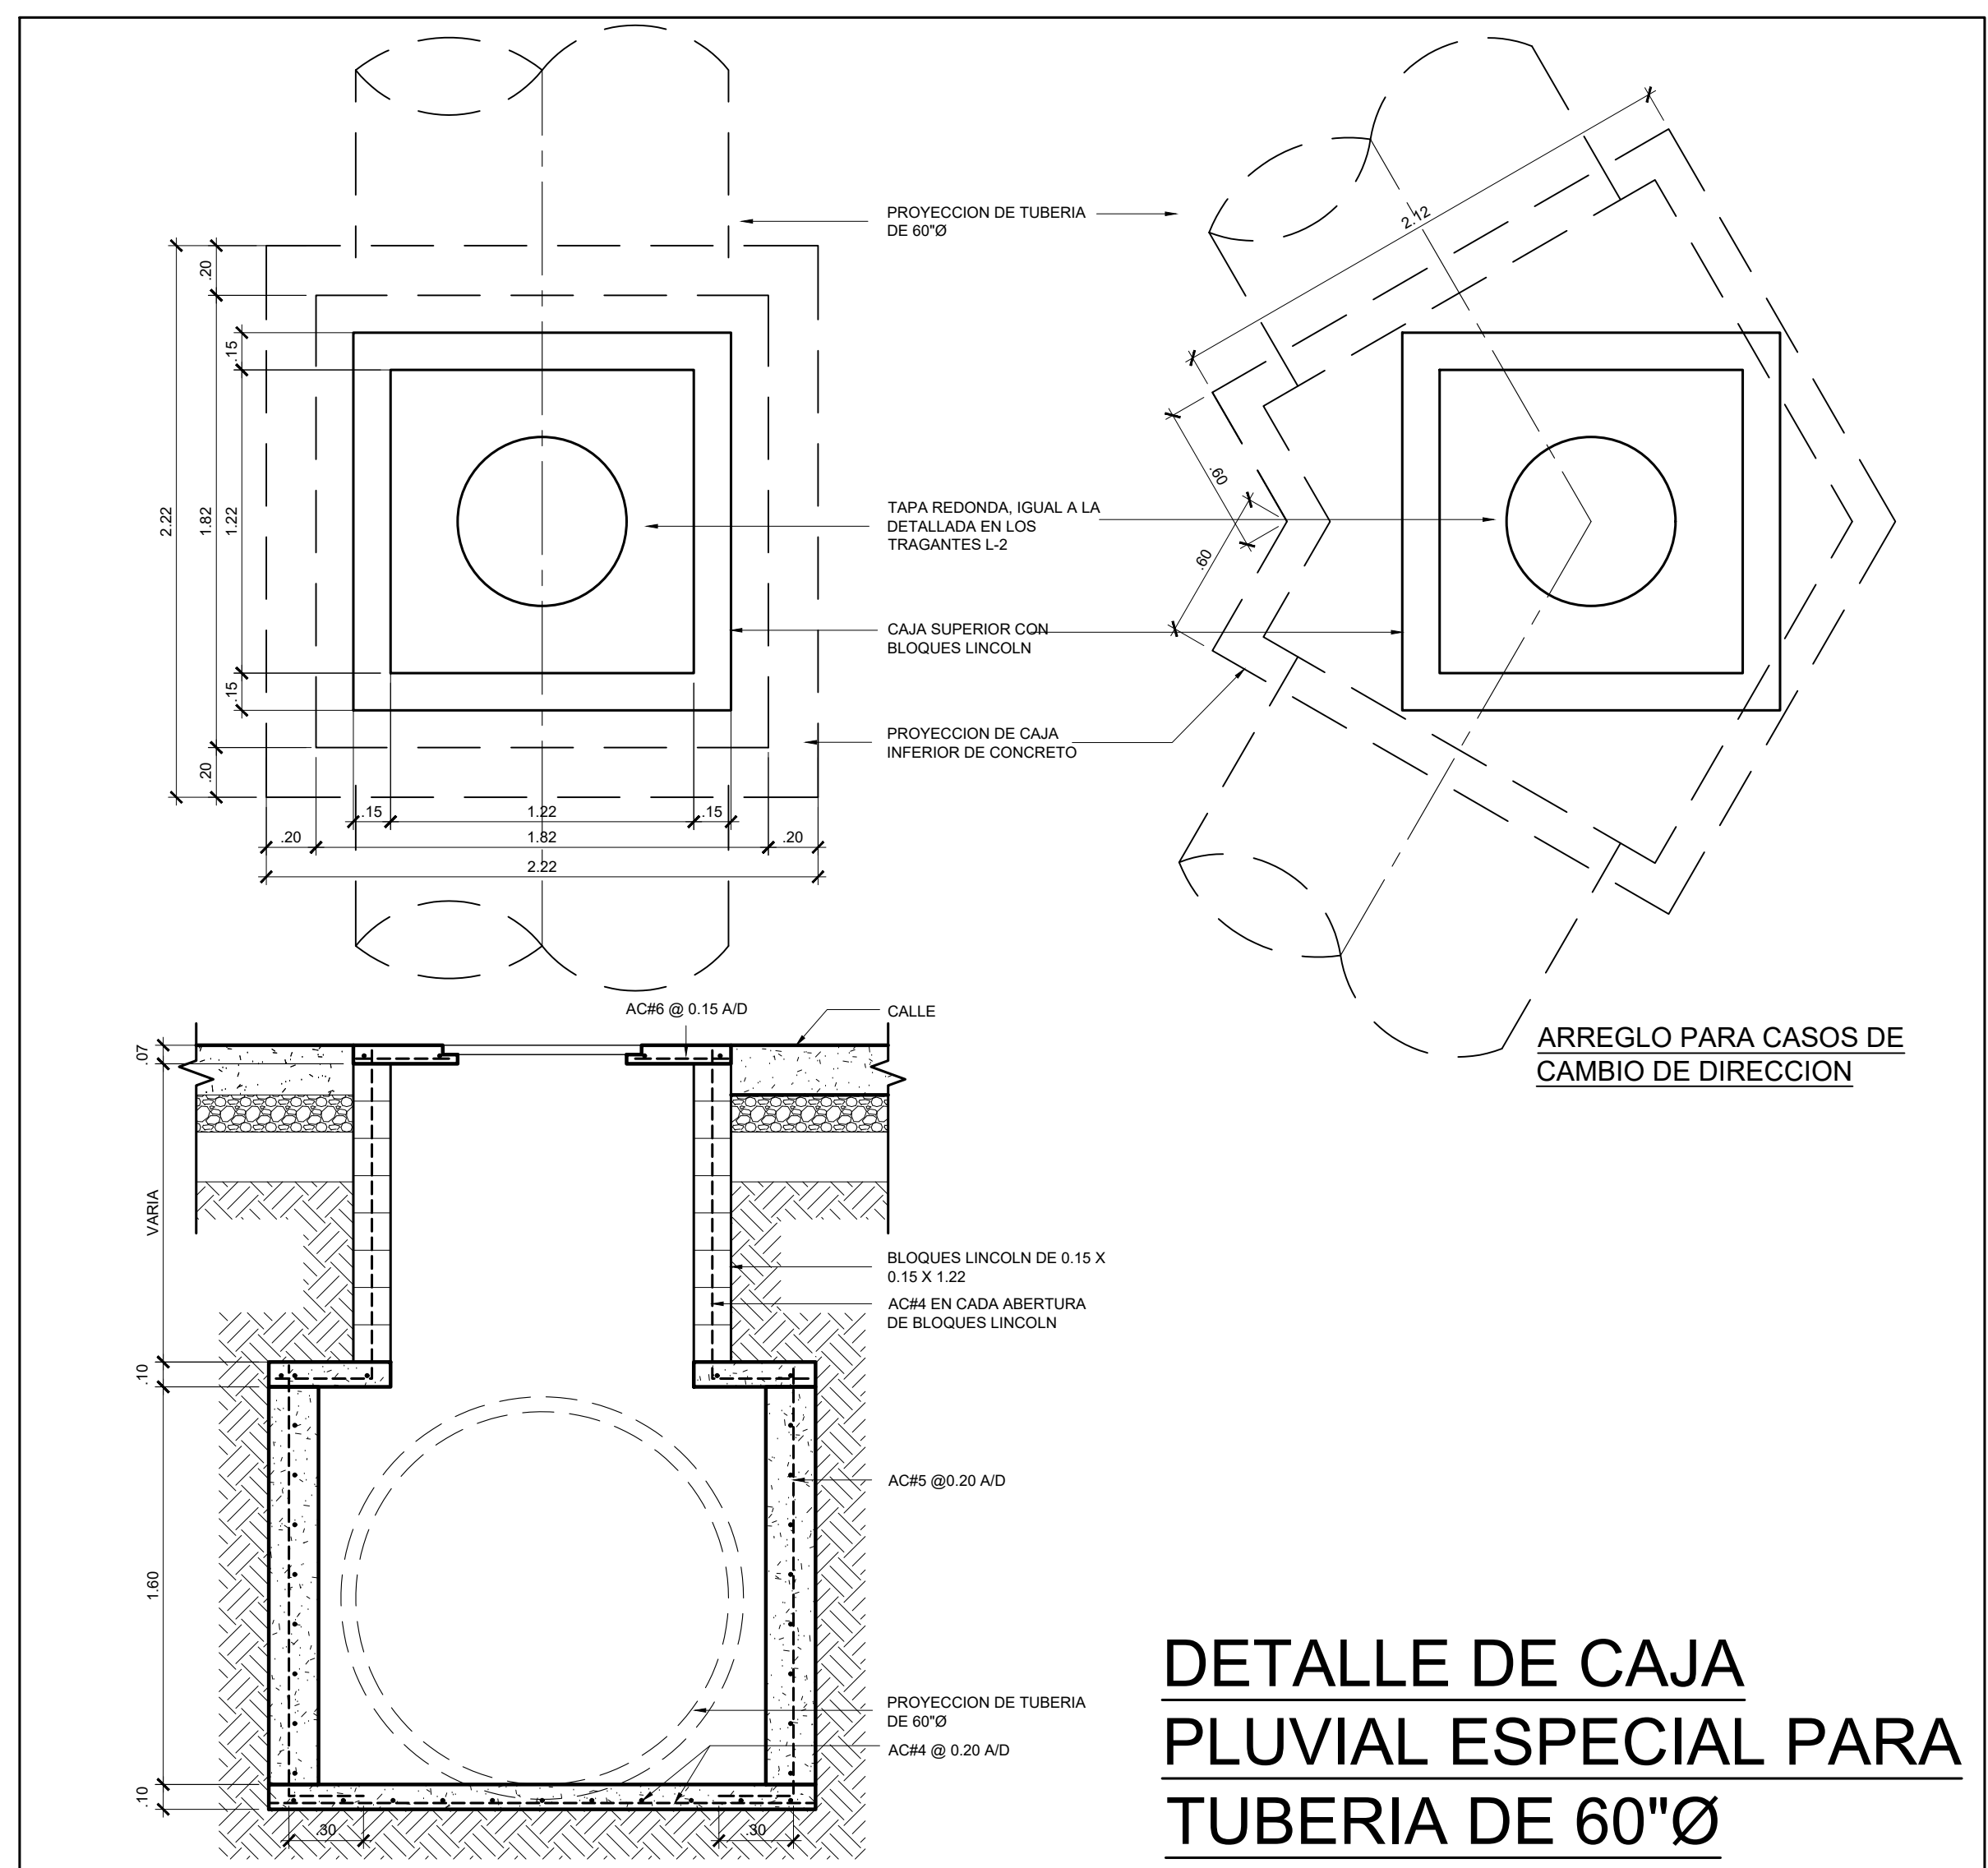 PROYECCION DE TUBERIA
DE 60"Ø
2.12
.20
.15
2.22
1.82
1.22
.15
.20
TAPA REDONDA, IGUAL A LA
DETALLADA EN LOS
TRAGANTES L-2
.60
.60
CAJA SUPERIOR CON
BLOQUES LINCOLN
PROYECCION DE CAJA
INFERIOR DE CONCRETO
.15
1.22
.15
.20
1.82
.20
2.22
AC#6 @ 0.15 A/D
CALLE
ARREGLO PARA CASOS DE
CAMBIO DE DIRECCION
.07
VARIA
BLOQUES LINCOLN DE 0.15 X
0.15 X 1.22
AC#4 EN CADA ABERTURA
DE BLOQUES LINCOLN
.10
AC#5 @0.20 A/D
1.60
PROYECCION DE TUBERIA
DE 60"Ø
AC#4 @ 0.20 A/D
.10
.30
.30
DETALLE DE CAJA
PLUVIAL ESPECIAL PARA
TUBERIA DE 60"Ø